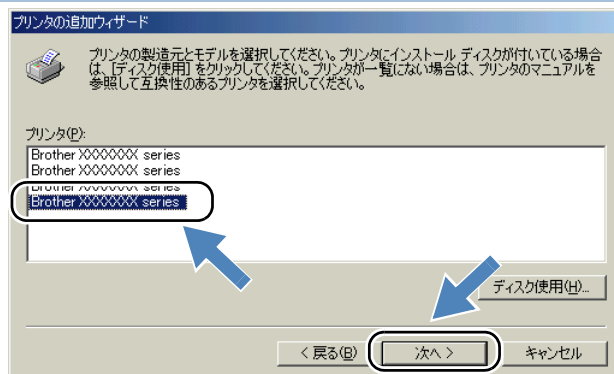 プリンタの追加ウィザード
プリンタの製造元とモデルを選択してください。プリンタにインストール ディスクが付いている場合
は、[ディスク使用] をクリックしてください。プリンタが一覧にない場合は、プリンタのマニュアルを
参照して互換性のあるプリンタを選択してください。
プリンタ(P):
Brother XXXXXXX series
Brother XXXXXXX series
Brother XXXXXXX series
Brother XXXXXXX series
ディスク使用(H)...
< 戻る(B)
次へ >
キャンセル